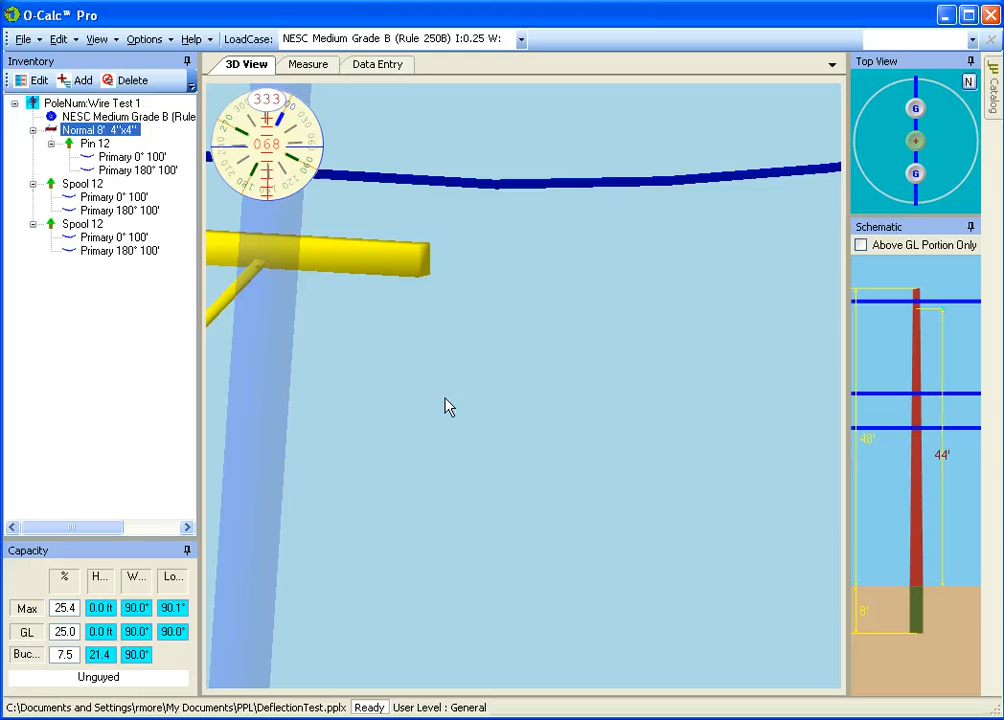 O-Calc™ Pro
File Edit View Options Help LoadCase: NESC Medium Grade B (Rule 250B) I:0.25 W:
Inventory
Edit Add Delete
PoleNum:Wire Test 1
NESC Medium Grade B (Rule
Normal 8' 4"x4"
Pin 12
Primary 0° 100'
Primary 180° 100'
Spool 12
Primary 0° 100'
Primary 180° 100'
Spool 12
Primary 0° 100'
Primary 180° 100'
3D View Measure Data Entry
333
068
Top View
N
G
G
Catalog
Schematic
Above GL Portion Only
48'
44'
8'
Capacity
% H... W... Lo...
Max 25.4 0.0 ft 90.0° 90.1°
GL 25.0 0.0 ft 90.0° 90.0°
Buc... 7.5 21.4 90.0°
Unguyed
C:\Documents and Settings\rmore\My Documents\PPL\DeflectionTest.pplx Ready User Level : General